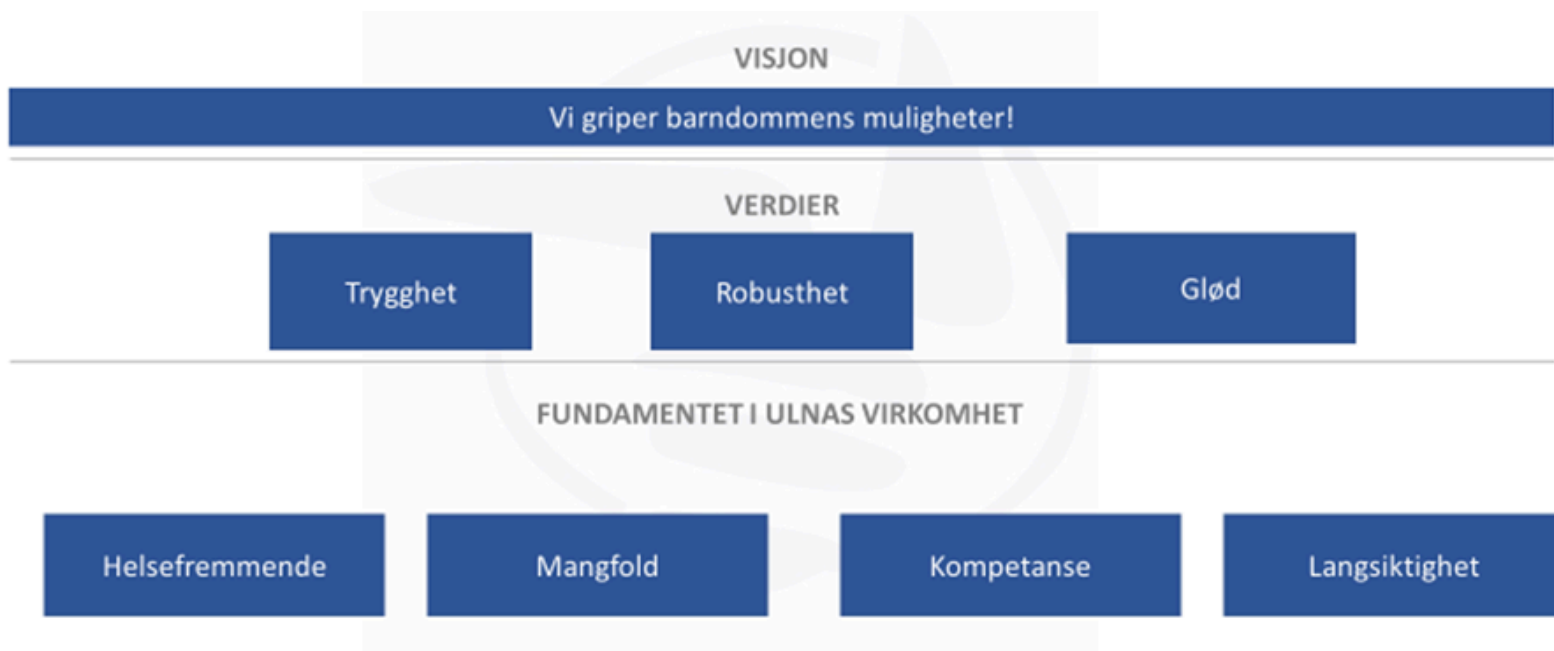 VISJON
Vi griper barndommens muligheter!
VERDIER
Trygghet
Robusthet
Glød
FUNDAMENTET I ULNAS VIRKOMHET
Helsefremmende
Mangfold
Kompetanse
Langsiktighet